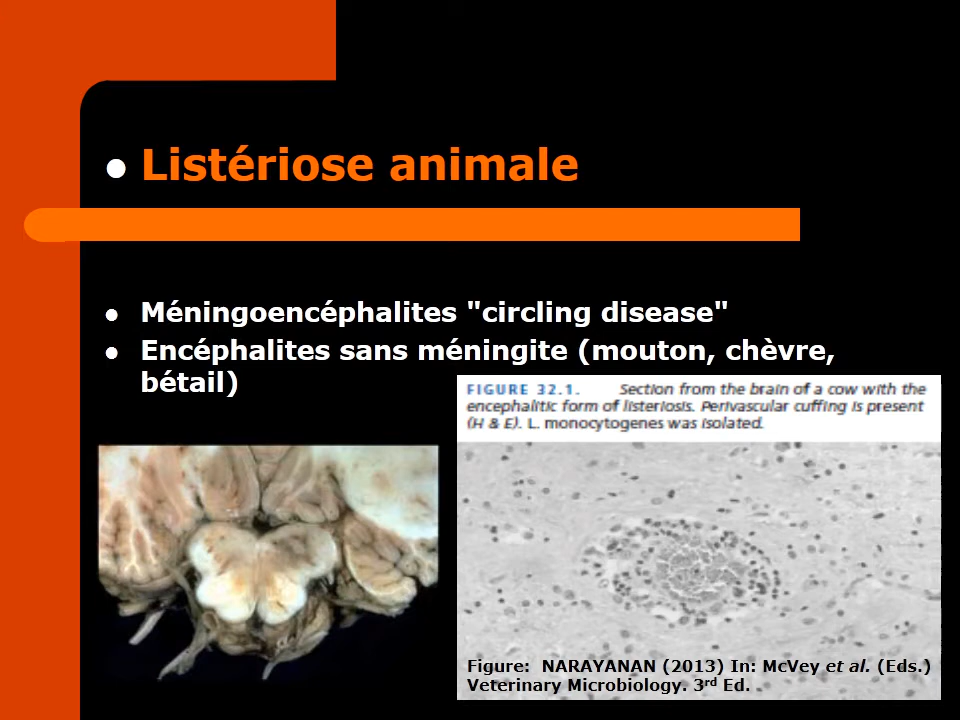 Listériose animale
Méningoencéphalites "circling disease"
Encéphalites sans méningite (mouton, chèvre,
bétail)
FIGURE 32.1. Section from the brain of a cow with the
encephalitic form of listeriosis. Perivascular cuffing is present
(H & E). L. monocytogenes was isolated.
Figure: NARAYANAN (2013) In: McVey et al. (Eds.)
Veterinary Microbiology. 3rd Ed.